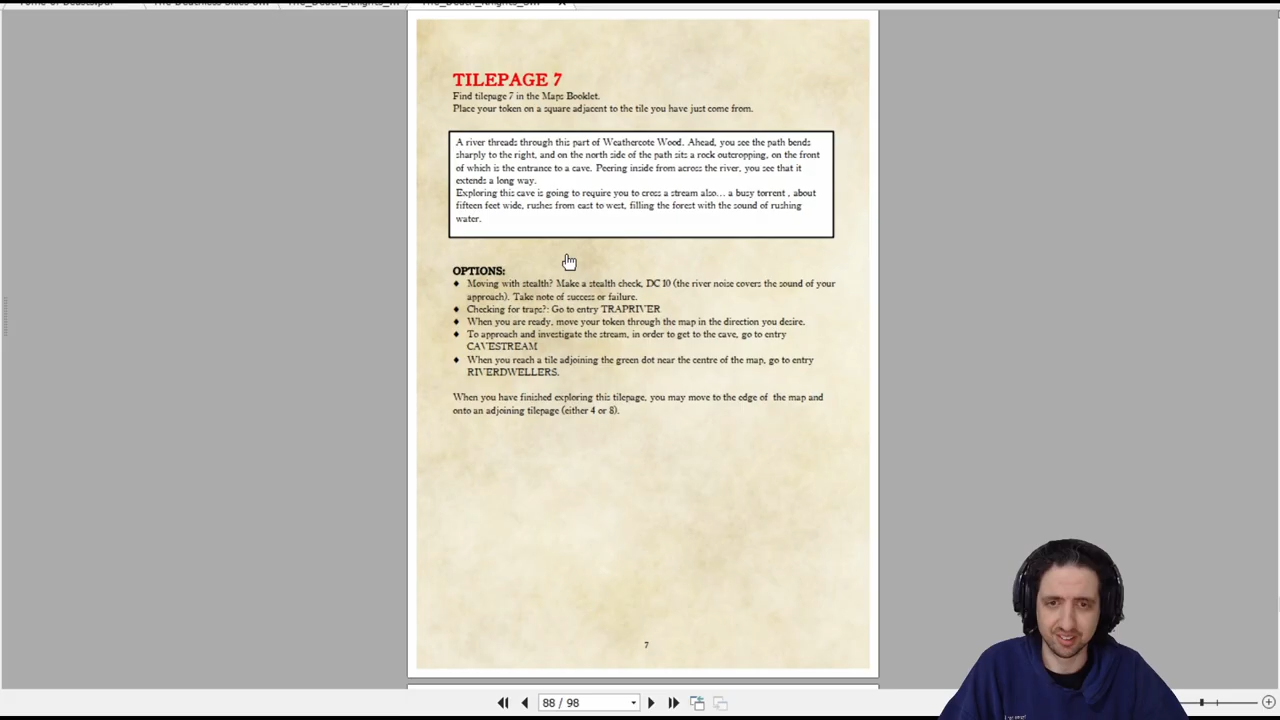 TILEPAGE 7
Find tilepage 7 in the Maps Booklet.
Place your token on a square adjacent to the tile you have just come from.
A river threads through this part of Weathercote Wood. Ahead, you see the path bends
sharply to the right, and on the north side of the path sits a rock outcropping, on the front
of which is the entrance to a cave. Peering inside from across the river, you see that it
extends a long way.
Exploring this cave is going to require you to cross a stream also... a busy torrent , about
fifteen feet wide, rushes from east to west, filling the forest with the sound of rushing
water.
OPTIONS:
♦ Moving with stealth? Make a stealth check, DC 10 (the river noise covers the sound of your
approach). Take note of success or failure.
♦ Checking for traps?: Go to entry TRAPRIVER
♦ When you are ready, move your token through the map in the direction you desire.
♦ To approach and investigate the stream, in order to get to the cave, go to entry
CAVESTREAM
♦ When you reach a tile adjoining the green dot near the centre of the map, go to entry
RIVERDWELLERS.
When you have finished exploring this tilepage, you may move to the edge of the map and
onto an adjoining tilepage (either 4 or 8).
7
88 / 98